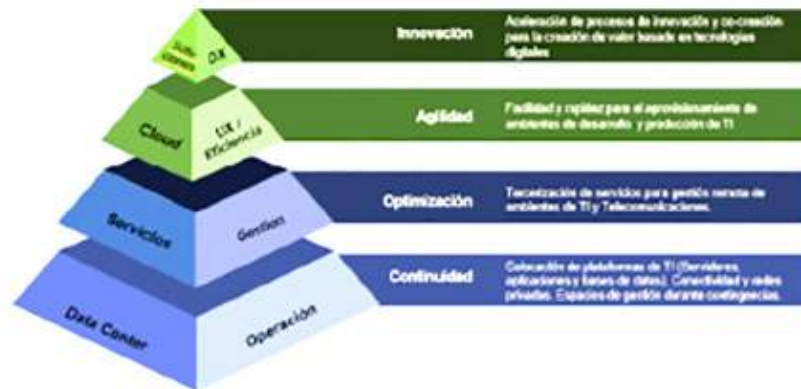 DX
Innovación
Aceleración de procesos de innovación y co-creación
para la creación de valor basado en tecnologías
digitales
Cloud
UX /
Eficiencia
Agilidad
Facilidad y rapidez para el aprovisionamiento de
ambientes de desarrollo y producción de TI
Servicios
Gestion
Optimización
Tercerización de servicios para gestión remota de
ambientes de TI y Telecomunicaciones.
Data Center
Operación
Continuidad
Colocación de plataformas de TI (Servidores,
aplicaciones y bases de datos). Conectividad y redes
privadas. Espacios de gestión durante contingencias.